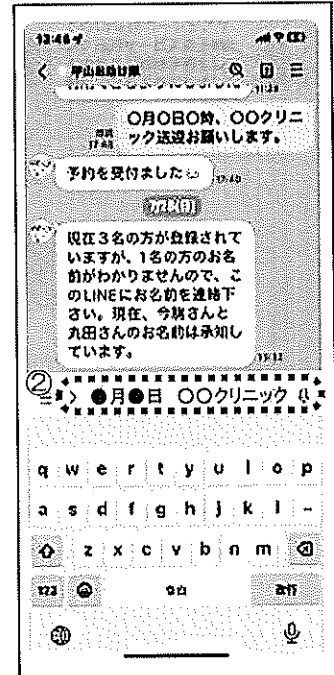 〇月〇日〇時、〇〇クリニ
ック送迎お願いします。
予約を受付ました
現在3名の方が登録されて
いますが、1名の方のお名
前がわかりませんので、こ
のLINEにお名前を連絡下
さい。現在、今別さんと
丸田さんのお名前は承知し
ています。
②
> ●月●日 〇〇クリニック
q w e r t y u i o p
a s d f g h j k l -
z x c v b n m
123 空白 改行